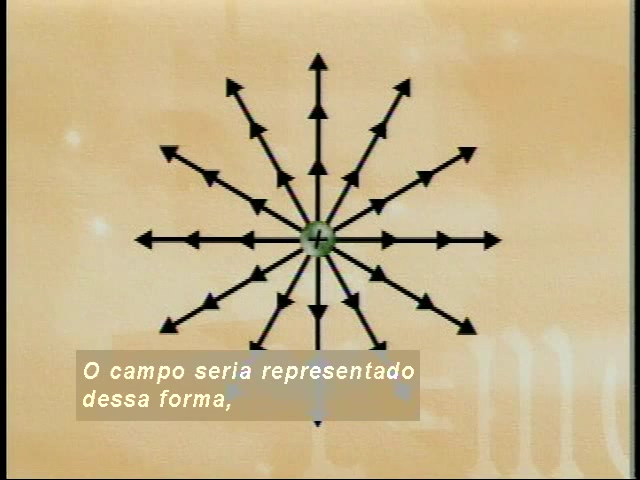 +
O campo seria representado
dessa forma,